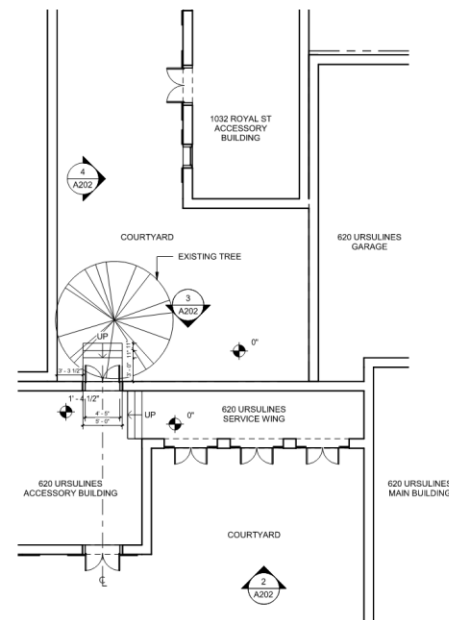 1032 ROYAL ST
ACCESSORY
BUILDING
4
A202
COURTYARD
620 URSULINES
GARAGE
EXISTING TREE
3
A202
UP
0"
1' - 4 1/2"
4' - 5"
UP
0"
620 URSULINES
SERVICE WING
620 URSULINES
ACCESSORY BUILDING
620 URSULINES
MAIN BUILDING
COURTYARD
2
A202